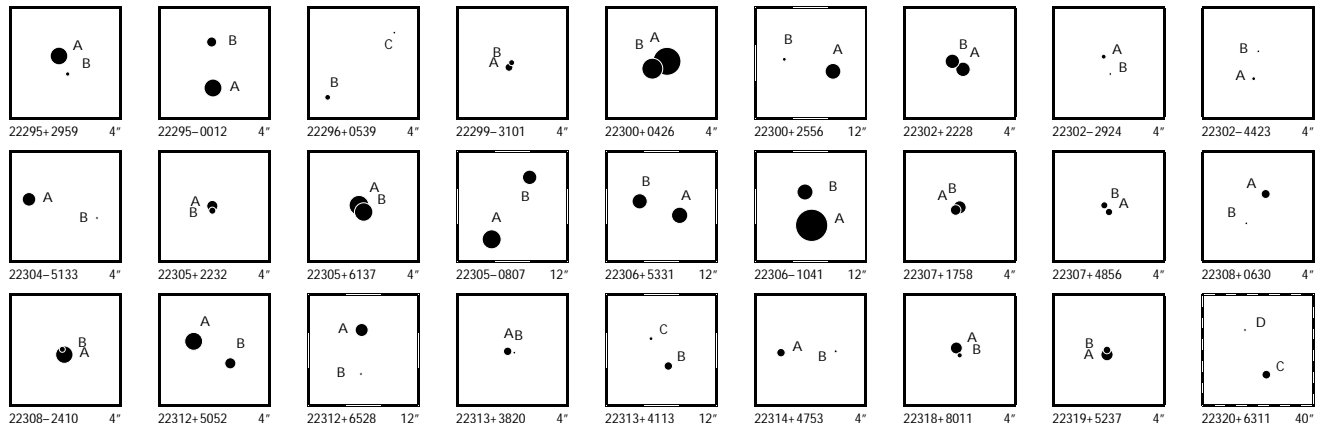 A B B A C B B A B A B A B A A B B A
22295+2959 4″ 22295−0012 4″ 22296+0539 4″ 22299−3101 4″ 22300+0426 4″ 22300+2556 12″ 22302+2228 4″ 22302−2924 4″ 22302−4423 4″
A B A B A B B A B A B A A B B A A B
22304−5133 4″ 22305+2232 4″ 22305+6137 4″ 22305−0807 12″ 22306+5331 12″ 22306−1041 12″ 22307+1758 4″ 22307+4856 4″ 22308+0630 4″
B A A B A B A B C B A B A B B A D C
22308−2410 4″ 22312+5052 4″ 22312+6528 12″ 22313+3820 4″ 22313+4113 12″ 22314+4753 4″ 22318+8011 4″ 22319+5237 4″ 22320+6311 40″